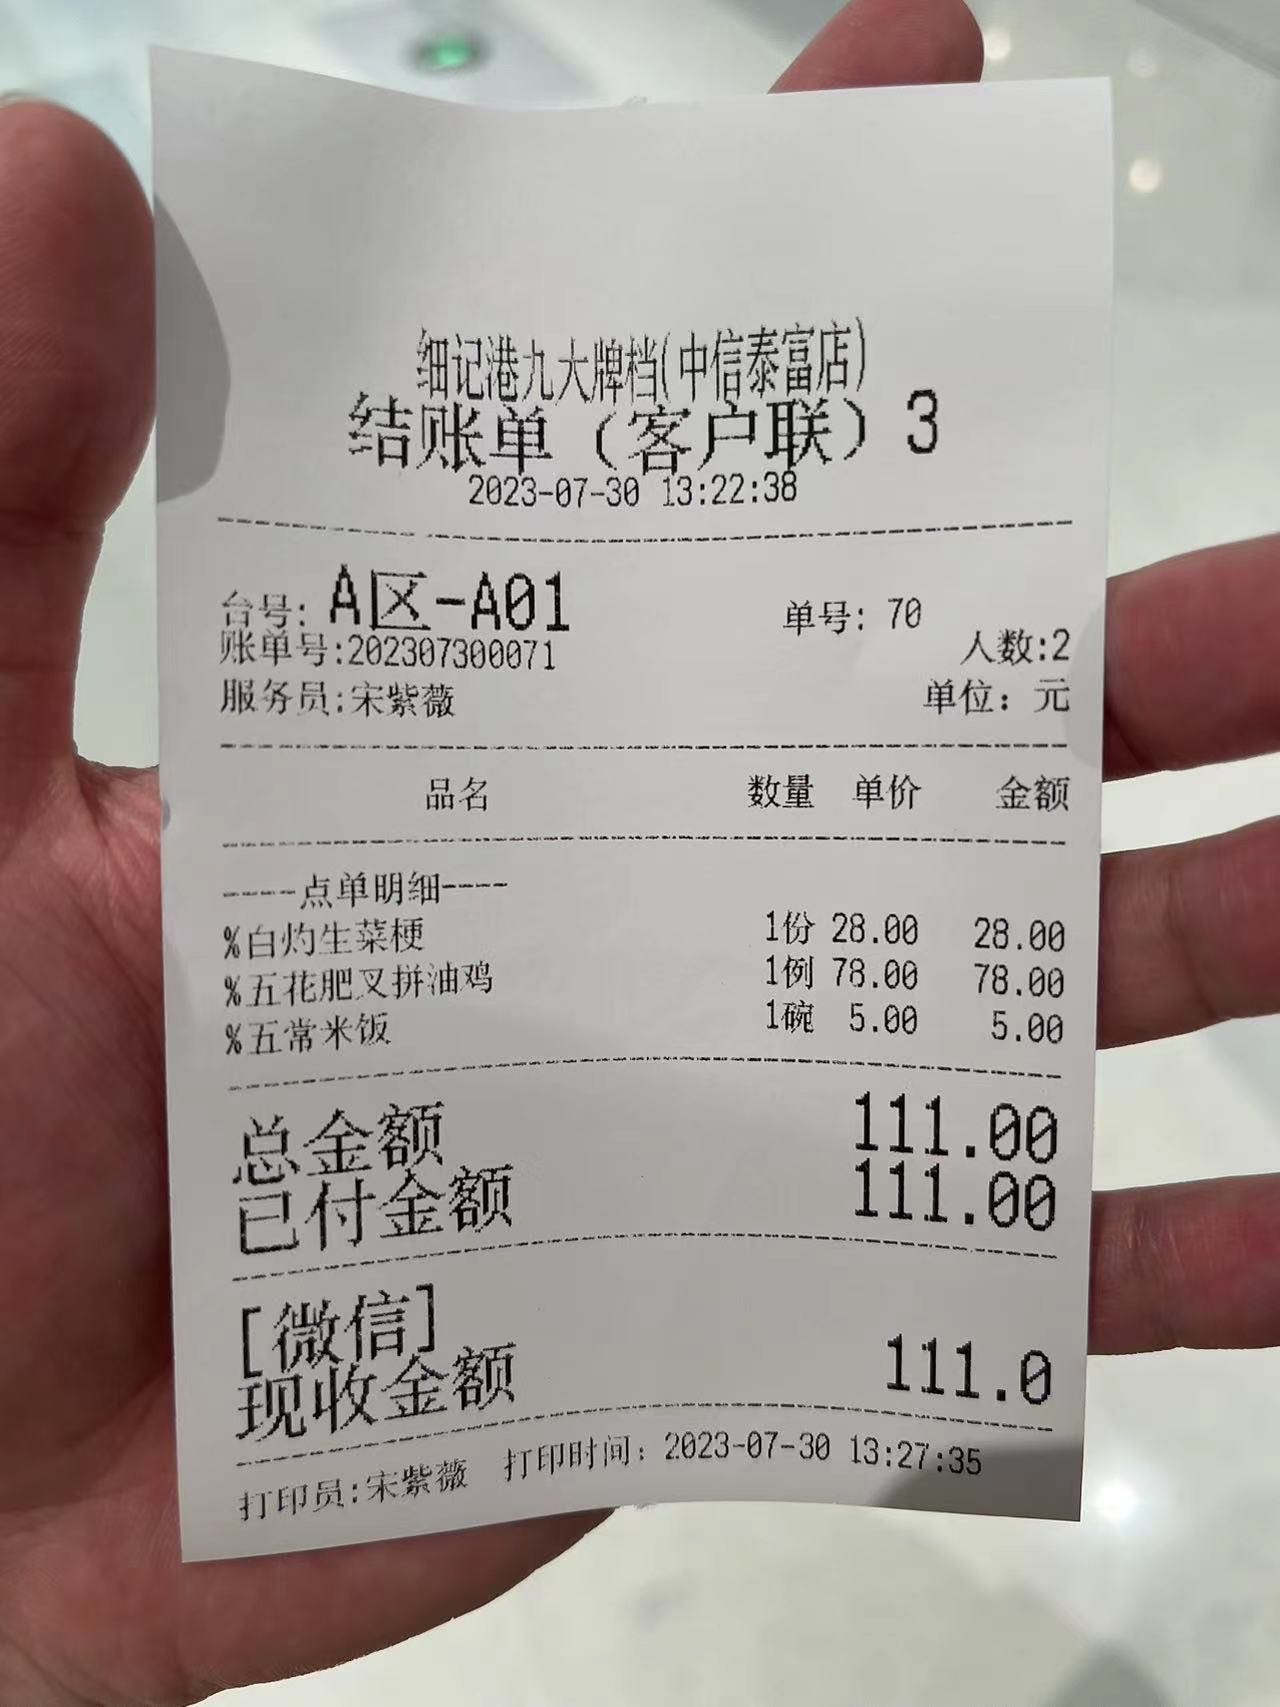 细记港九大牌档(中信泰富店)
结账单（客户联）3
2023-07-30 13:22:38
台号: A区-A01 单号: 70
账单号:202307300071 人数:2
服务员:宋紫薇 单位: 元
品名 数量 单价 金额
-----点单明细----
%白灼生菜梗 1份 28.00 28.00
%五花肥叉拼油鸡 1例 78.00 78.00
%五常米饭 1碗 5.00 5.00
总金额 111.00
已付金额 111.00
[微信]
现收金额 111.0
打印员:宋紫薇 打印时间: 2023-07-30 13:27:35